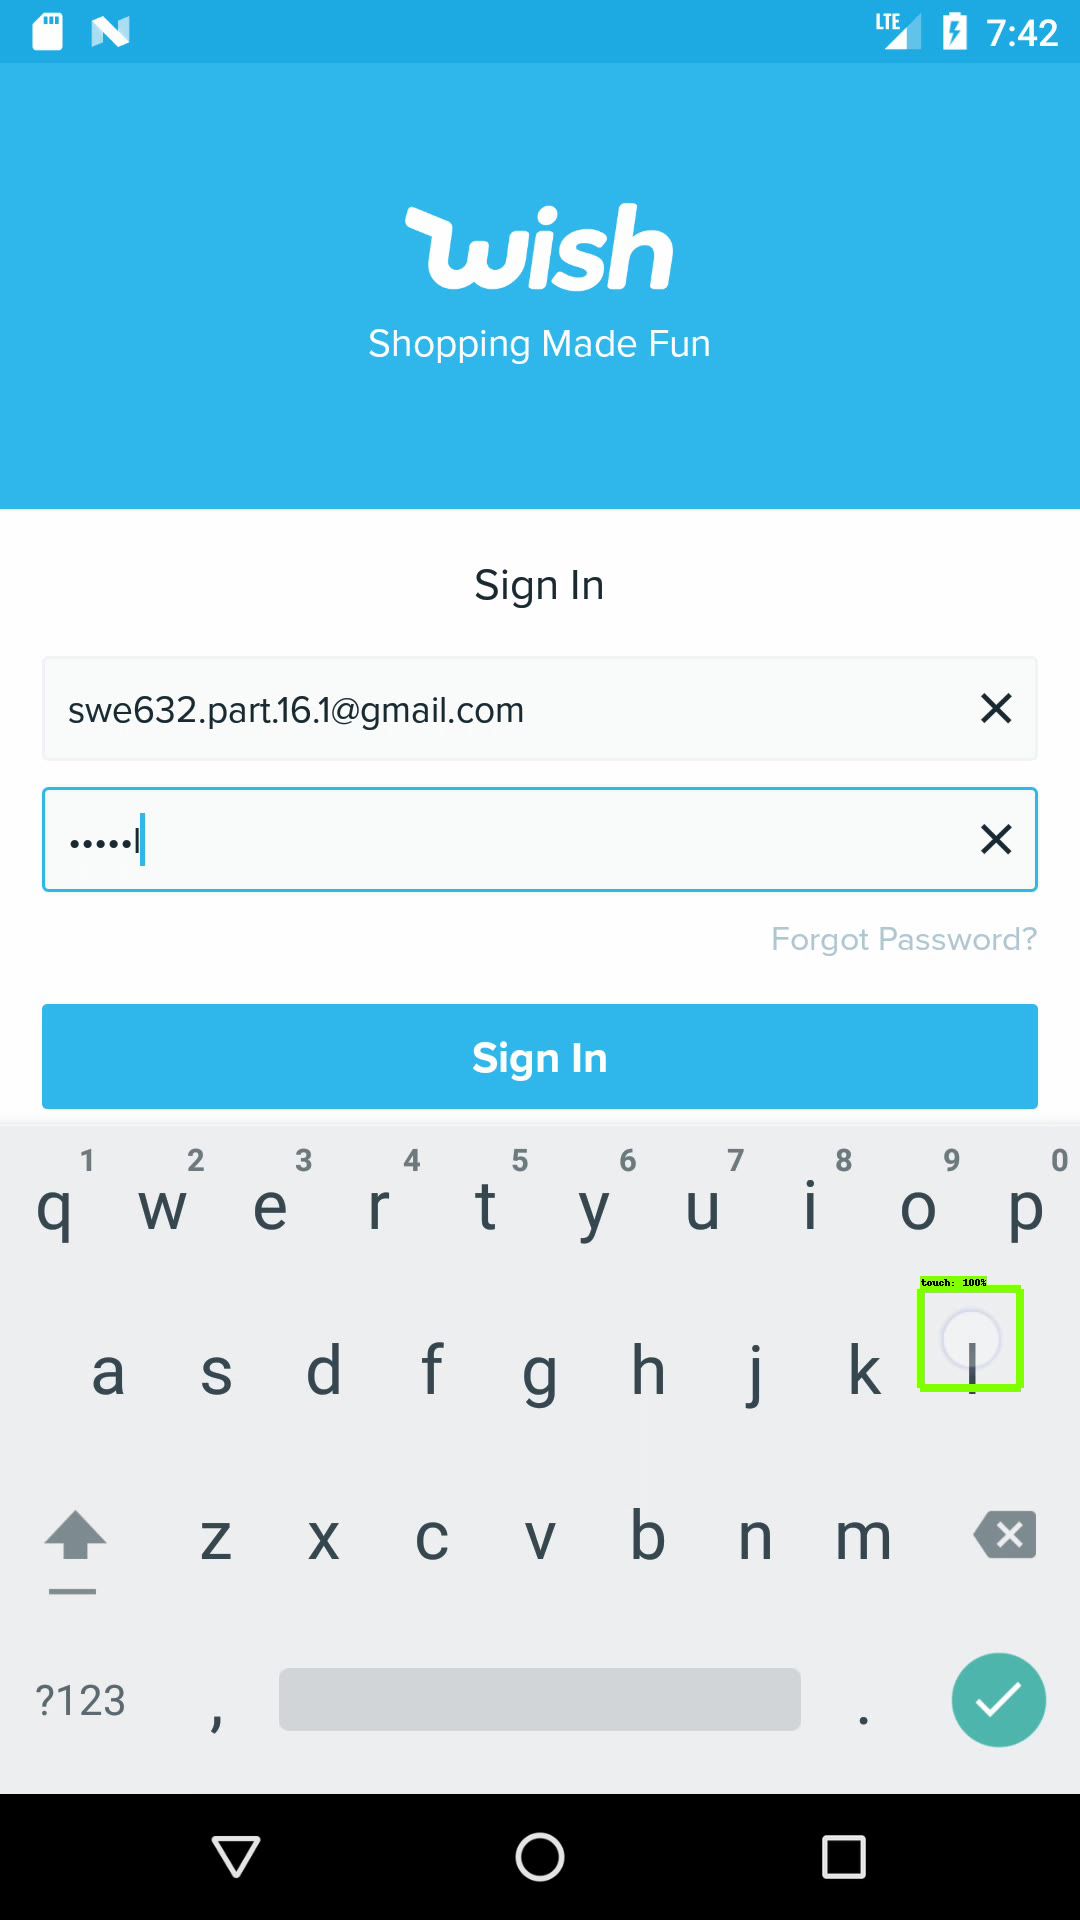 LTE 7:42
wish
Shopping Made Fun
Sign In
swe632.part.16.1@gmail.com
•••••l
Forgot Password?
Sign In
1 2 3 4 5 6 7 8 9 0
q w e r t y u i o p
touch: 100%
a s d f g h j k l
z x c v b n m
?123 , .